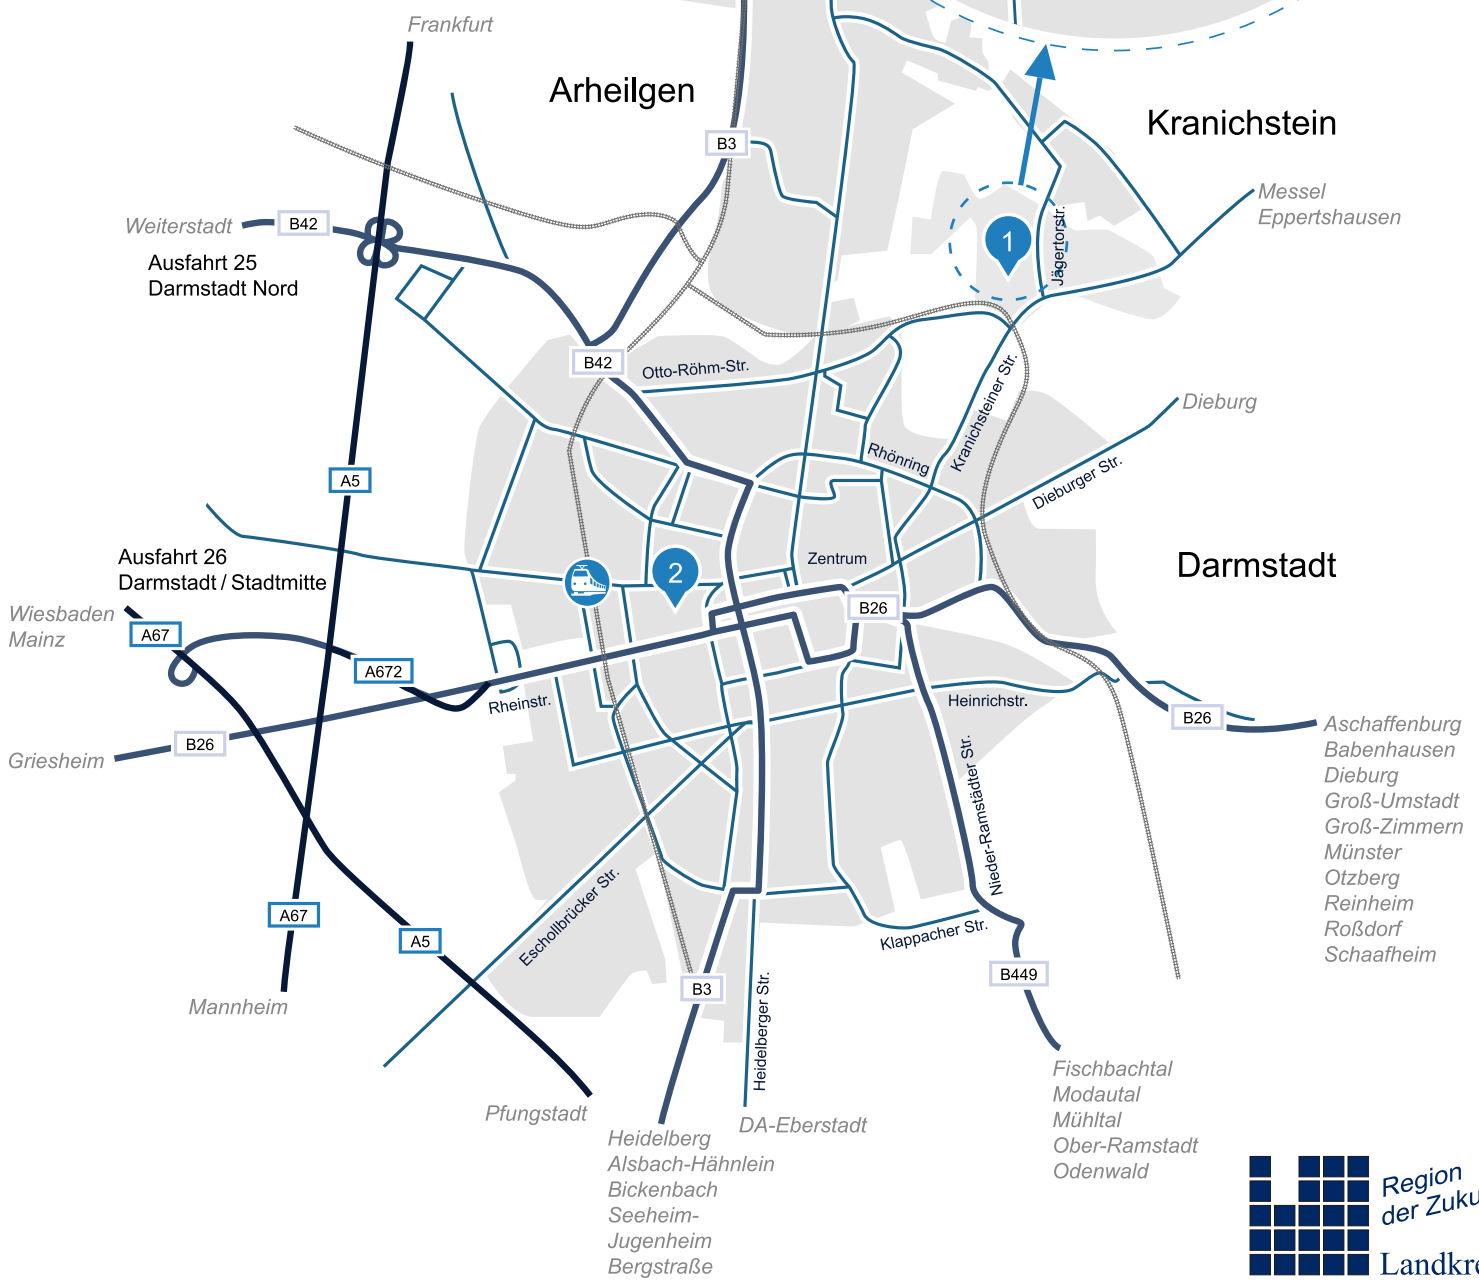 Frankfurt
Arheilgen
Kranichstein
B3
Messel
Eppertshausen
Weiterstadt
B42
Jägertorstr.
1
Ausfahrt 25
Darmstadt Nord
B42
Otto-Röhm-Str.
Kranichsteiner Str.
Dieburg
Rhönring
Dieburger Str.
A5
Ausfahrt 26
Darmstadt / Stadtmitte
Zentrum
Darmstadt
2
B26
Wiesbaden
Mainz
A67
A672
Rheinstr.
Heinrichstr.
B26
B26
Griesheim
Aschaffenburg
Babenhausen
Dieburg
Groß-Umstadt
Groß-Zimmern
Münster
Otzberg
Reinheim
Roßdorf
Schaafheim
Nieder-Ramstädter Str.
Eschollbrücker Str.
Klappacher Str.
A67
A5
B449
B3
Mannheim
Heidelberger Str.
Pfungstadt
DA-Eberstadt
Fischbachtal
Modautal
Mühltal
Ober-Ramstadt
Odenwald
Heidelberg
Alsbach-Hähnlein
Bickenbach
Seeheim-
Jugenheim
Bergstraße
Region
der Zuku
Landkre